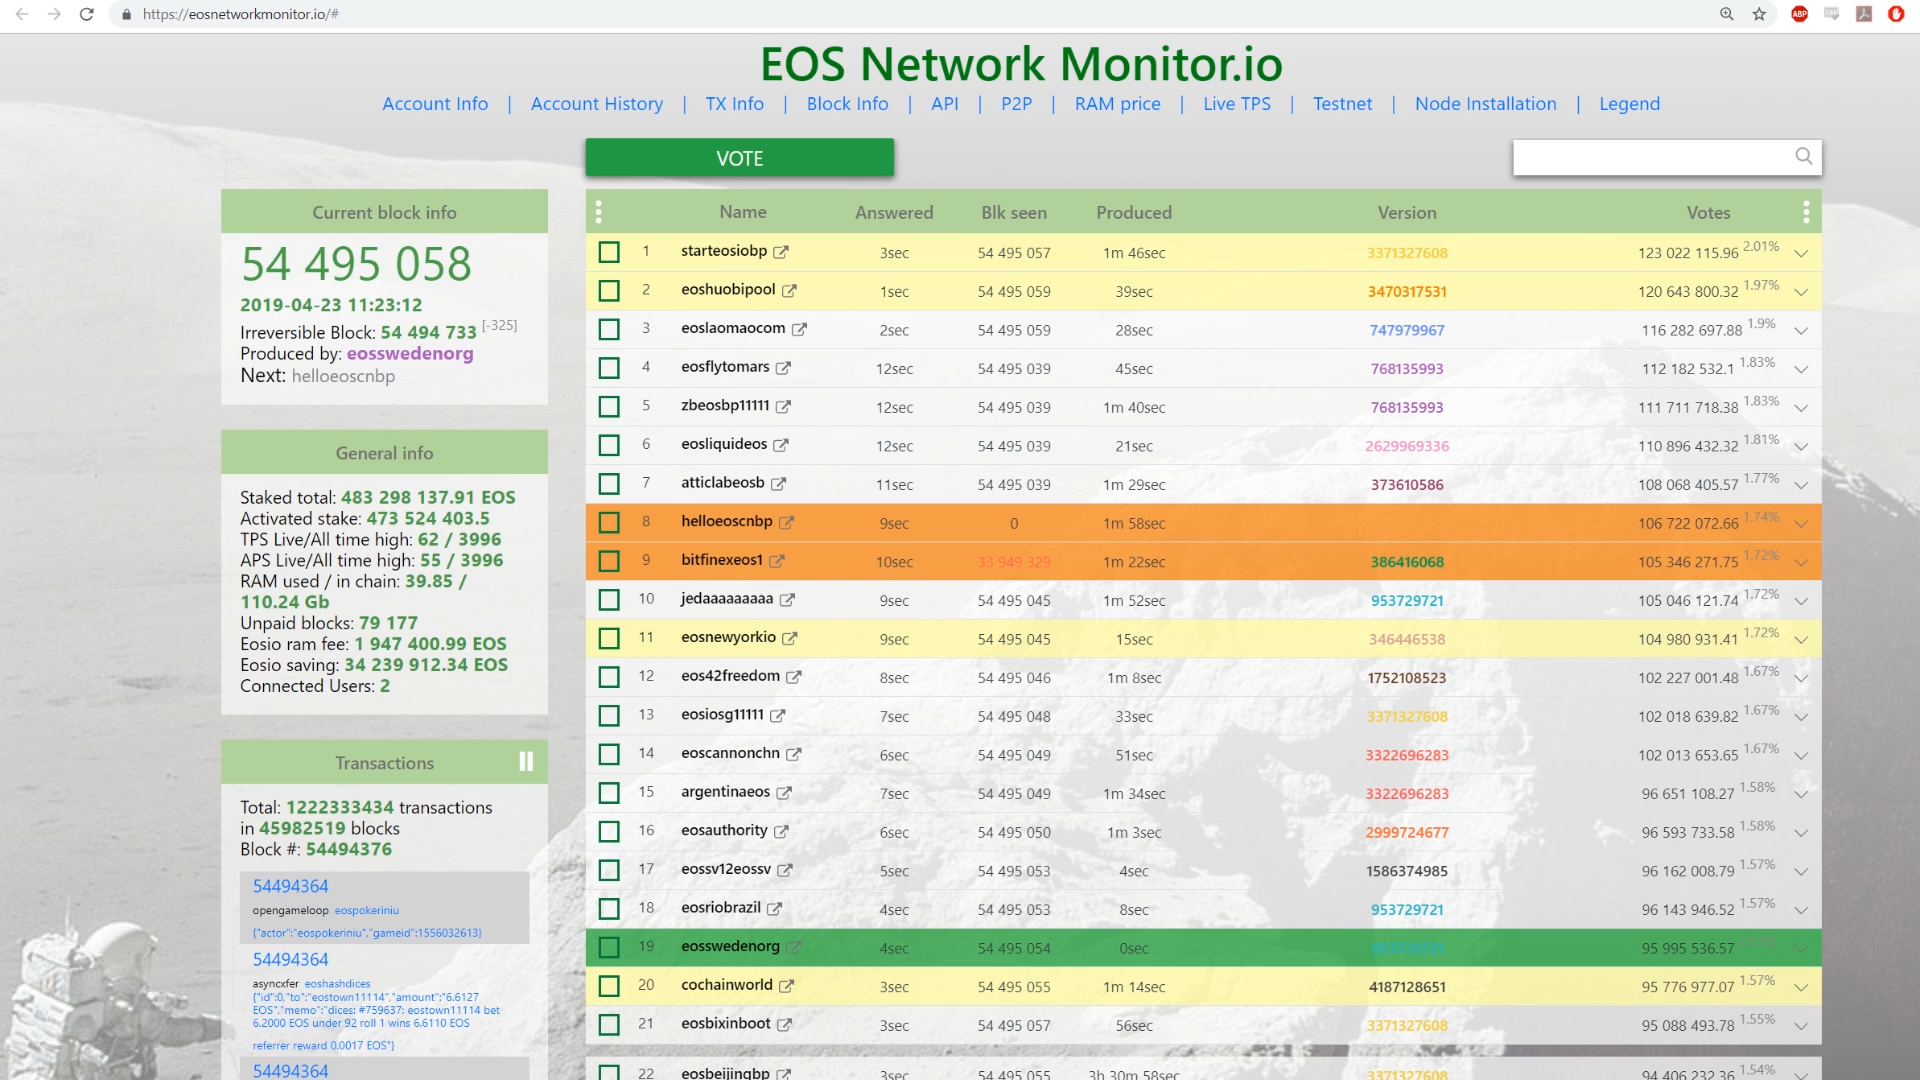 https://eosnetworkmonitor.io/#
ABP
EOS Network Monitor.io
Account Info | Account History | TX Info | Block Info | API | P2P | RAM price | Live TPS | Testnet | Node Installation | Legend
VOTE
Current block info
54 495 058
2019-04-23 11:23:12
Irreversible Block: 54 494 733 [-325]
Produced by: eosswedenorg
Next: helloeoscnbp
General info
Staked total: 483 298 137.91 EOS
Activated stake: 473 524 403.5
TPS Live/All time high: 62 / 3996
APS Live/All time high: 55 / 3996
RAM used / in chain: 39.85 /
110.24 Gb
Unpaid blocks: 79 177
Eosio ram fee: 1 947 400.99 EOS
Eosio saving: 34 239 912.34 EOS
Connected Users: 2
Transactions
Total: 1222333434 transactions
in 45982519 blocks
Block #: 54494376
54494364
opengameloop eospokeriniu
{"actor":"eospokeriniu","gameid":1556032613}
54494364
asyncxfer eoshashdices
{"id":0,"to":"eostown11114","amount":"6.6127
EOS","memo":"dices: #759637: eostown11114 bet
6.2000 EOS under 92 roll 1 wins 6.6110 EOS
referrer reward 0.0017 EOS"}
54494364
Name Answered Blk seen Produced Version Votes
1 starteosiobp 3sec 54 495 057 1m 46sec 3371327608 123 022 115.96 2.01%
2 eoshuobipool 1sec 54 495 059 39sec 3470317531 120 643 800.32 1.97%
3 eoslaomaocom 2sec 54 495 059 28sec 747979967 116 282 697.88 1.9%
4 eosflytomars 12sec 54 495 039 45sec 768135993 112 182 532.1 1.83%
5 zbeosbp11111 12sec 54 495 039 1m 40sec 768135993 111 711 718.38 1.83%
6 eosliquideos 12sec 54 495 039 21sec 2629969336 110 896 432.32 1.81%
7 atticlabeosb 11sec 54 495 039 1m 29sec 373610586 108 068 405.57 1.77%
8 helloeoscnbp 9sec 0 1m 58sec 106 722 072.66 1.74%
9 bitfinexeos1 10sec 33 949 329 1m 22sec 386416068 105 346 271.75 1.72%
10 jedaaaaaaaaa 9sec 54 495 045 1m 52sec 953729721 105 046 121.74 1.72%
11 eosnewyorkio 9sec 54 495 045 15sec 346446538 104 980 931.41 1.72%
12 eos42freedom 8sec 54 495 046 1m 8sec 1752108523 102 227 001.48 1.67%
13 eosiosg11111 7sec 54 495 048 33sec 3371327608 102 018 639.82 1.67%
14 eoscannonchn 6sec 54 495 049 51sec 3322696283 102 013 653.65 1.67%
15 argentinaeos 7sec 54 495 049 1m 34sec 3322696283 96 651 108.27 1.58%
16 eosauthority 6sec 54 495 050 1m 3sec 2999724677 96 593 733.58 1.58%
17 eossv12eossv 5sec 54 495 053 4sec 1586374985 96 162 008.79 1.57%
18 eosriobrazil 4sec 54 495 053 8sec 953729721 96 143 946.52 1.57%
19 eosswedenorg 4sec 54 495 054 0sec 95 995 536.57
20 cochainworld 3sec 54 495 055 1m 14sec 4187128651 95 776 977.07 1.57%
21 eosbixinboot 3sec 54 495 057 56sec 3371327608 95 088 493.78 1.55%
22 eosbeijingbp 3sec 54 495 055 3h 30m 58sec 3371327608 94 406 232.36 1.54%